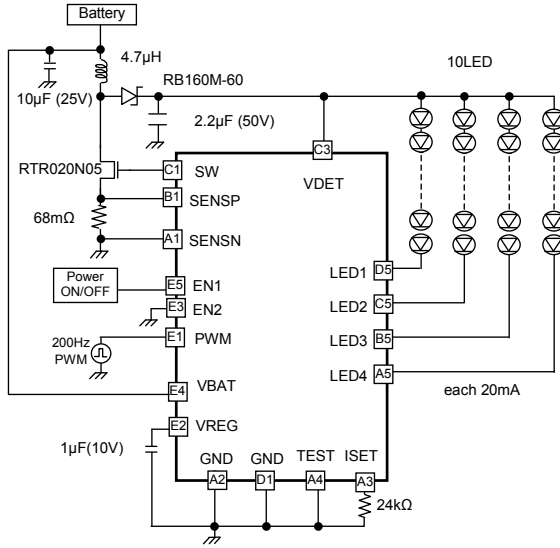 Battery
4.7μH
10μF (25V)
RB160M-60
10LED
2.2μF (50V)
C3
VDET
RTR020N05
C1
SW
B1
SENSP
68mΩ
A1
SENSN
Power
ON/OFF
E5
EN1
E3
EN2
200Hz
PWM
E1
PWM
E4
VBAT
E2
VREG
1μF(10V)
LED1
D5
LED2
C5
LED3
B5
LED4
A5
each 20mA
GND
GND
TEST
ISET
A2
D1
A4
A3
24kΩ